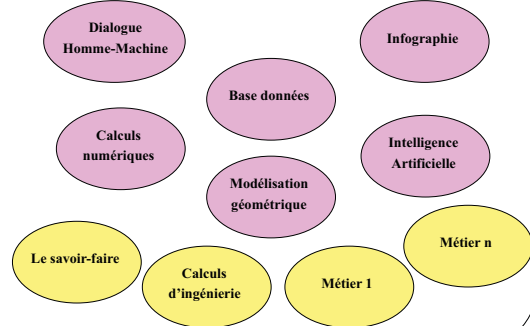 Dialogue
Homme-Machine
Infographie
Base données
Calculs
numériques
Intelligence
Artificielle
Modélisation
géométrique
Le savoir-faire
Calculs
d'ingénierie
Métier 1
Métier n